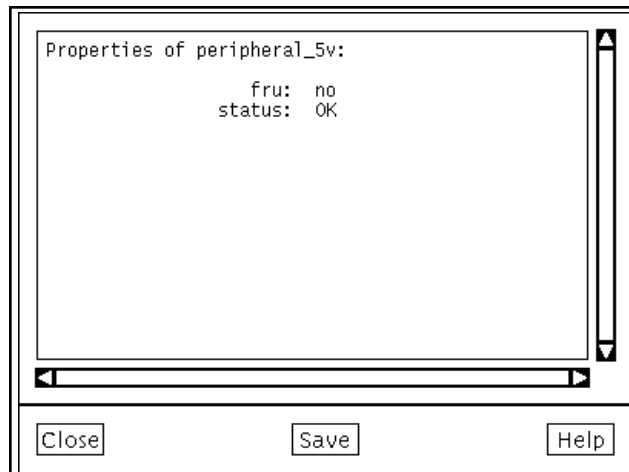 Properties of peripheral_5v:
fru: no
status: OK
Close Save Help